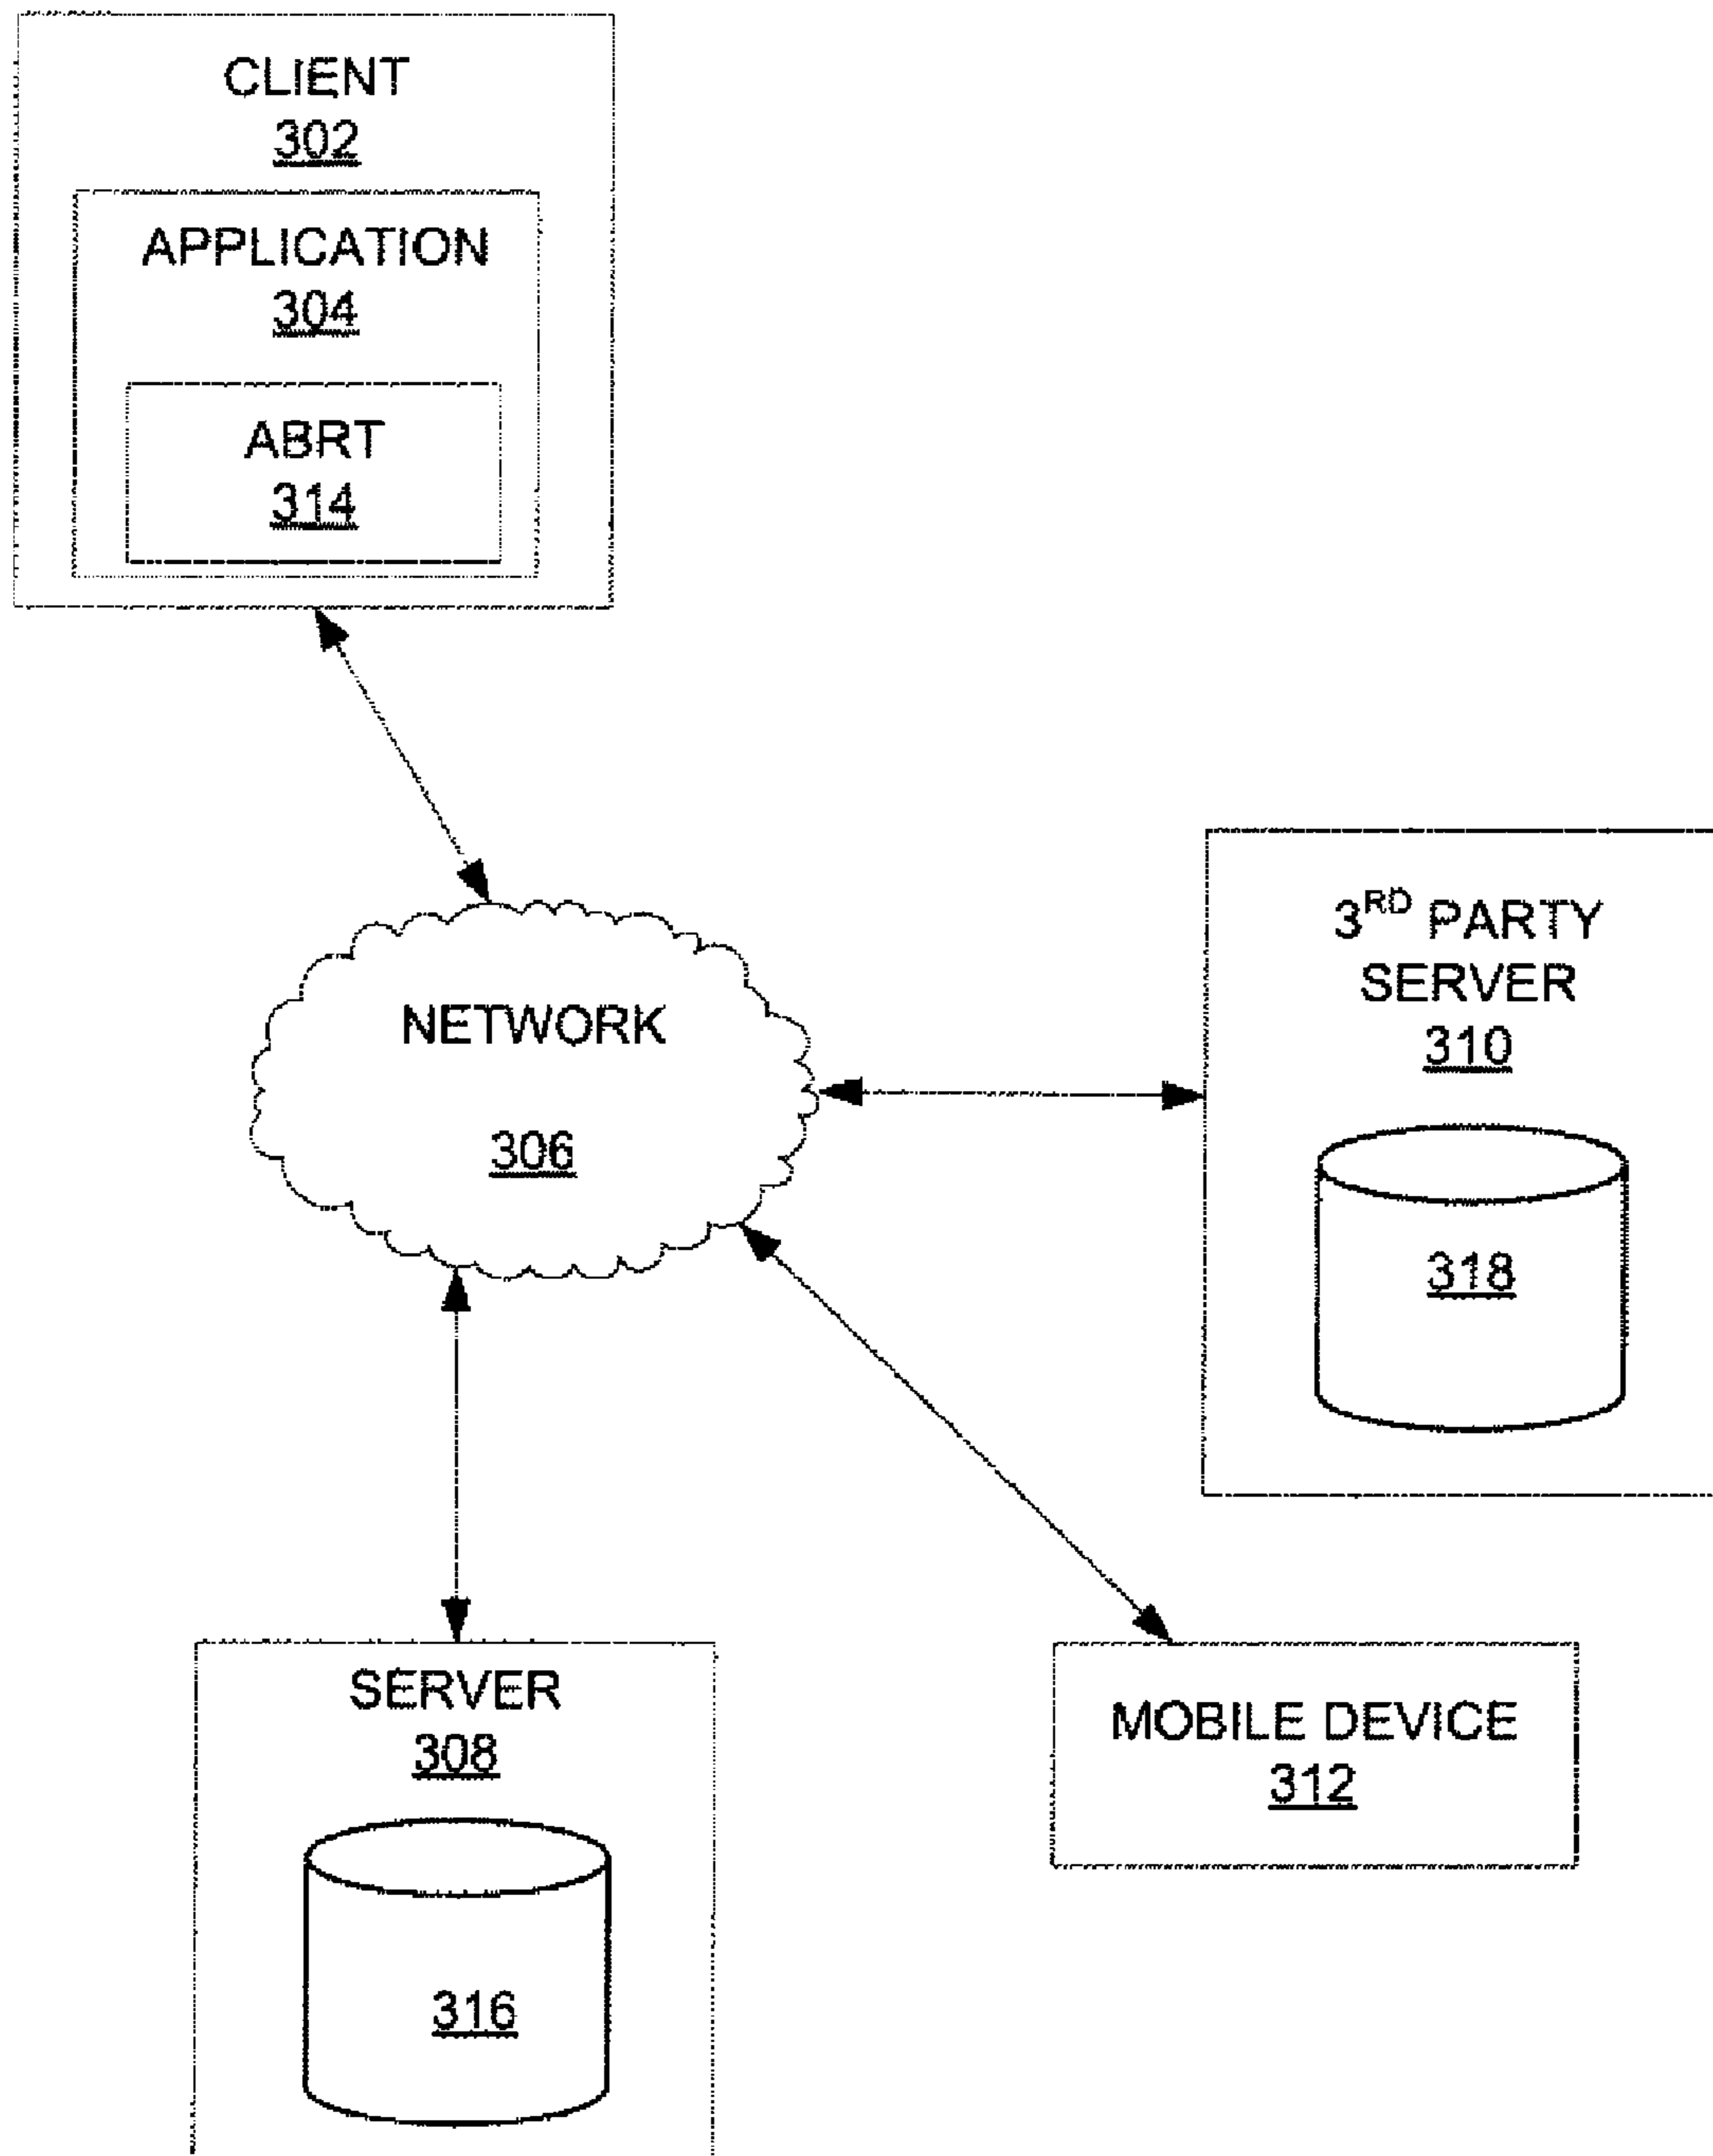 CLIENT
302
APPLICATION
304
ABRT
314
NETWORK
306
3RD PARTY
SERVER
310
318
SERVER
308
316
MOBILE DEVICE
312